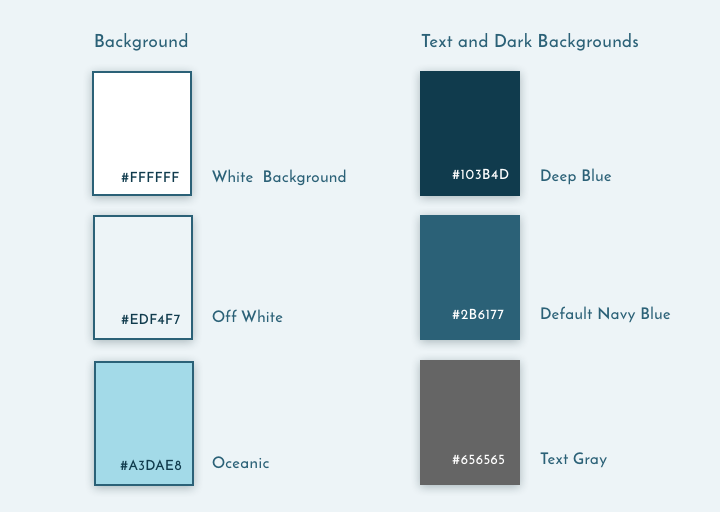 Background
#FFFFFF
White Background
#EDF4F7
Off White
#A3DAE8
Oceanic
Text and Dark Backgrounds
#103B4D
Deep Blue
#2B6177
Default Navy Blue
#656565
Text Gray